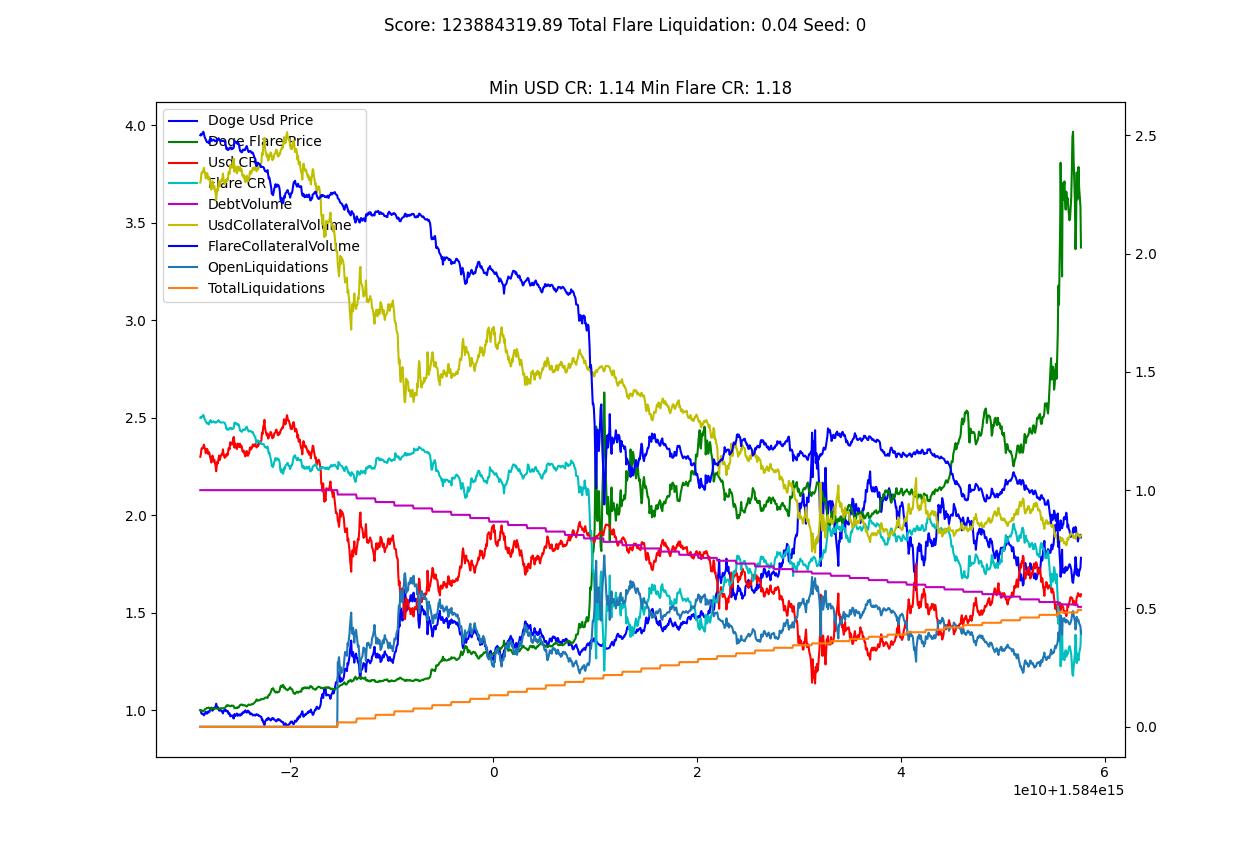 Score: 123884319.89 Total Flare Liquidation: 0.04 Seed: 0
Min USD CR: 1.14 Min Flare CR: 1.18
Doge Usd Price
Doge Flare Price
Usd CR
Flare CR
DebtVolume
UsdCollateralVolume
FlareCollateralVolume
OpenLiquidations
TotalLiquidations
4.0
3.5
3.0
2.5
2.0
1.5
1.0
2.5
2.0
1.5
1.0
0.5
0.0
−2
0
2
4
6
1e10+1.584e15